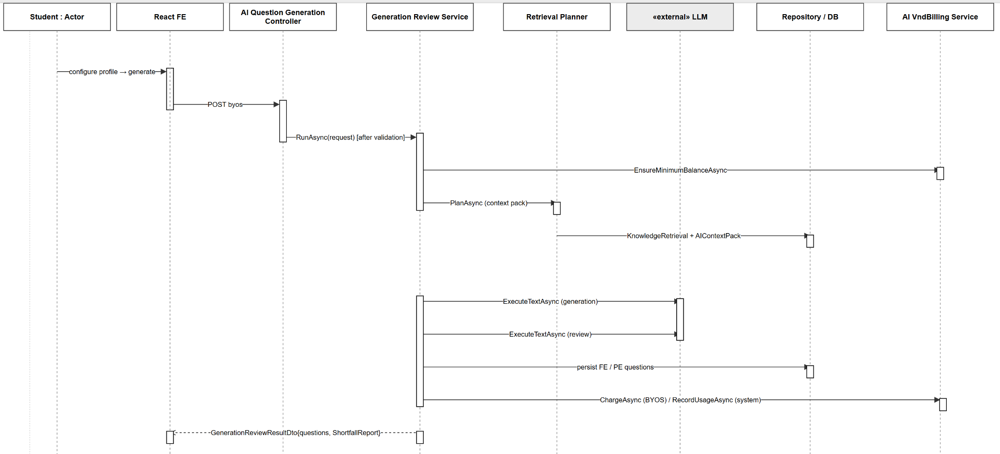 Student : Actor
React FE
AI Question Generation
Controller
Generation Review Service
Retrieval Planner
«external» LLM
Repository / DB
AI VndBilling Service
configure profile → generate
POST byos
RunAsync(request) [after validation]
EnsureMinimumBalanceAsync
PlanAsync (context pack)
KnowledgeRetrieval + AIContextPack
ExecuteTextAsync (generation)
ExecuteTextAsync (review)
persist FE / PE questions
ChargeAsync (BYOS) / RecordUsageAsync (system)
GenerationReviewResultDto{questions, ShortfallReport}